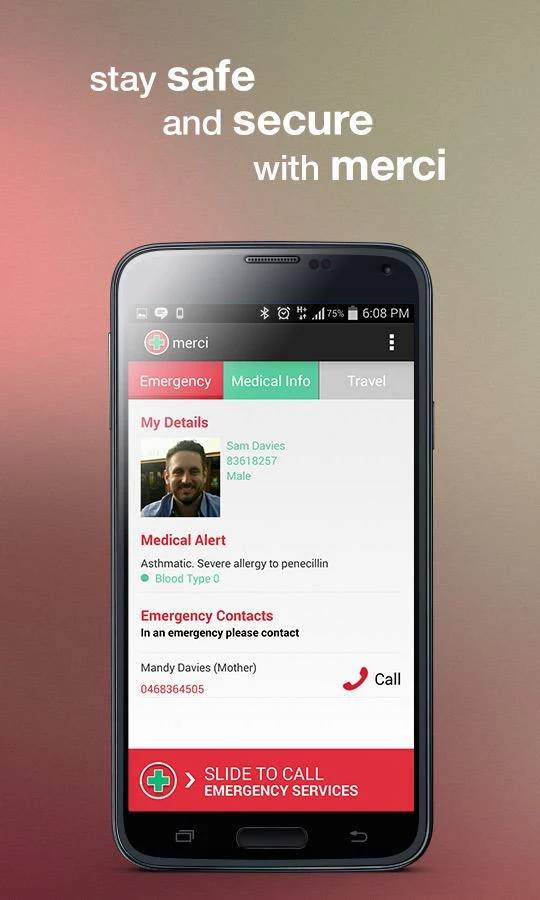 stay safe
and secure
with merci
75% 6:08 PM
merci
Emergency Medical Info Travel
My Details
Sam Davies
83618257
Male
Medical Alert
Asthmatic. Severe allergy to penecillin
Blood Type 0
Emergency Contacts
In an emergency please contact
Mandy Davies (Mother)
Call
0468364505
SLIDE TO CALL
EMERGENCY SERVICES